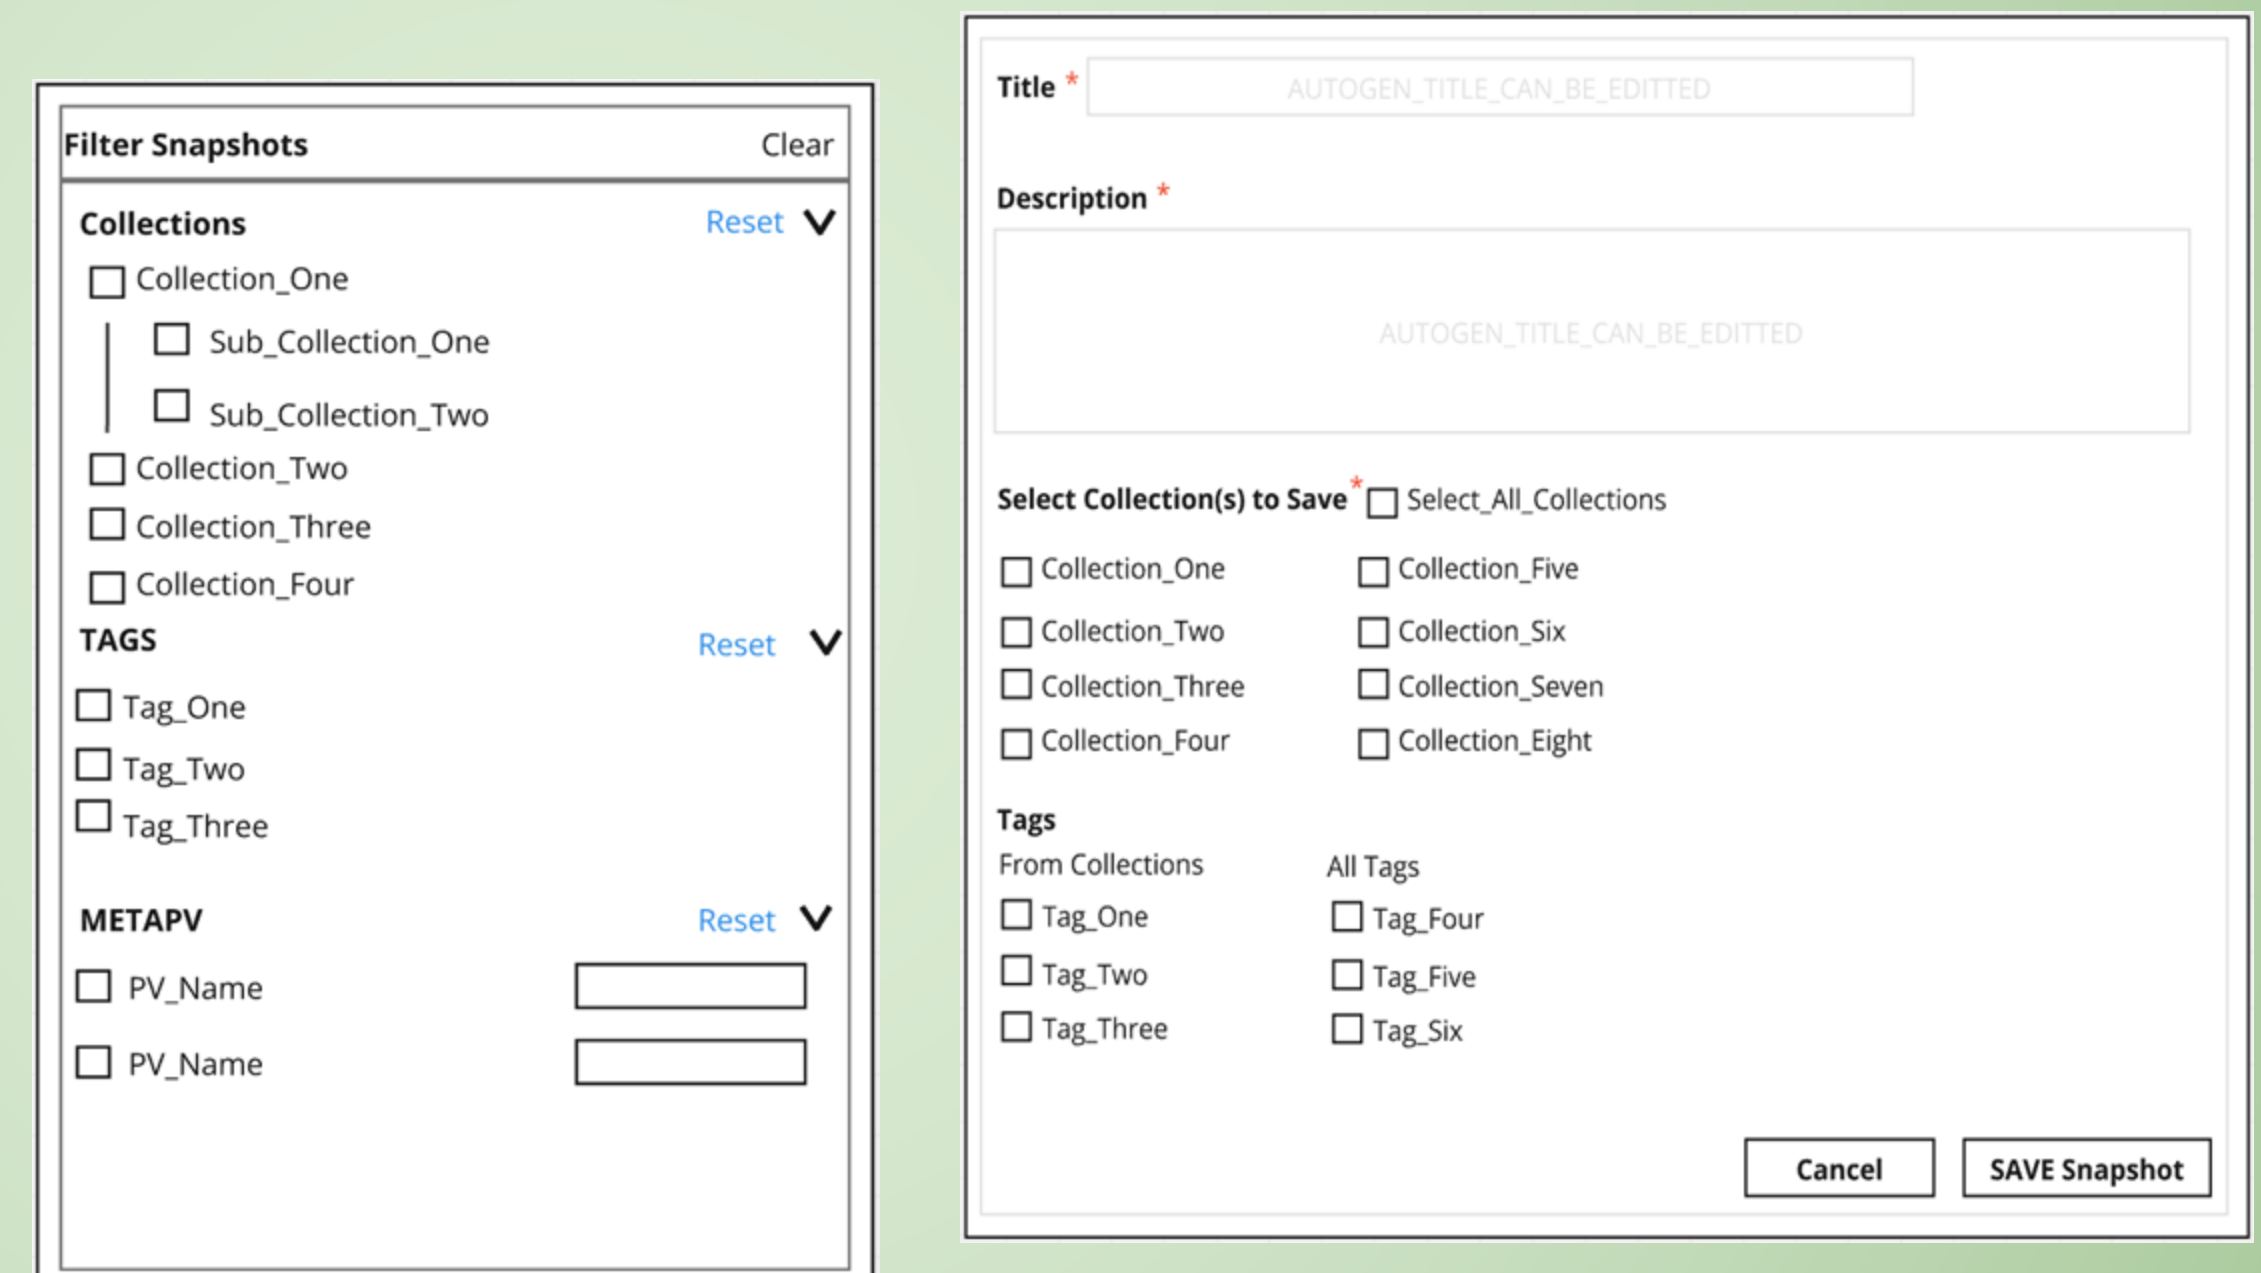 Filter Snapshots Clear
Collections Reset
Collection_One
Sub_Collection_One
Sub_Collection_Two
Collection_Two
Collection_Three
Collection_Four
TAGS Reset
Tag_One
Tag_Two
Tag_Three
METAPV Reset
PV_Name
PV_Name
Title *
AUTOGEN_TITLE_CAN_BE_EDITTED
Description *
AUTOGEN_TITLE_CAN_BE_EDITTED
Select Collection(s) to Save * Select_All_Collections
Collection_One Collection_Five
Collection_Two Collection_Six
Collection_Three Collection_Seven
Collection_Four Collection_Eight
Tags
From Collections All Tags
Tag_One Tag_Four
Tag_Two Tag_Five
Tag_Three Tag_Six
Cancel SAVE Snapshot